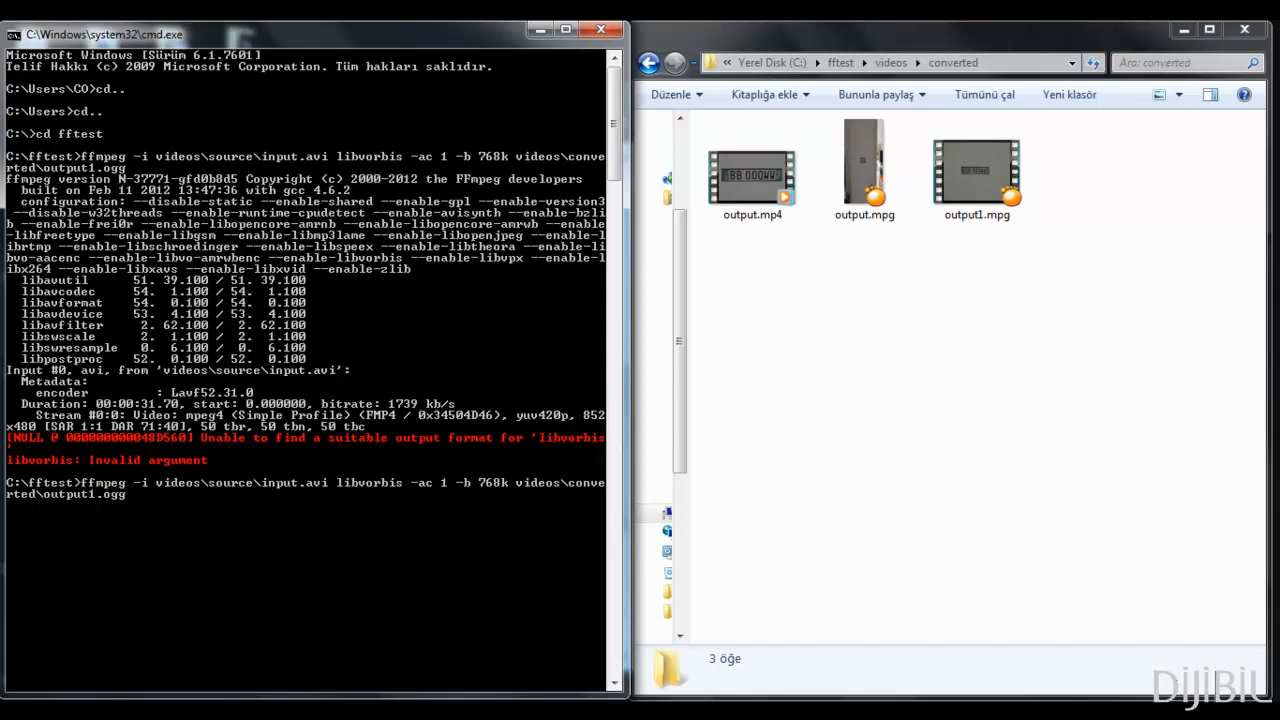 C:\Windows\system32\cmd.exe
Microsoft Windows [Sürüm 6.1.7601]
Telif Hakkı (c) 2009 Microsoft Corporation. Tüm hakları saklıdır.
C:\Users\CO>cd..
C:\Users>cd..
C:\>cd fftest
C:\fftest>ffmpeg -i videos\source\input.avi libvorbis -ac 1 -b 768k videos\conve
rted\output1.ogg
ffmpeg version N-37771-gfd0b8d5 Copyright (c) 2000-2012 the FFmpeg developers
built on Feb 11 2012 13:47:36 with gcc 4.6.2
configuration: --disable-static --enable-shared --enable-gpl --enable-version3
--disable-w32threads --enable-runtime-cpudetect --enable-avisynth --enable-bzli
b --enable-frei0r --enable-libopencore-amrnb --enable-libopencore-amrwb --enable
-libfreetype --enable-libgsm --enable-libmp3lame --enable-libopenjpeg --enable-l
ibrtmp --enable-libschroedinger --enable-libspeex --enable-libtheora --enable-li
bvo-aacenc --enable-libvo-amrwbenc --enable-libvorbis --enable-libvpx --enable-l
ibx264 --enable-libxavs --enable-libxvid --enable-zlib
libavutil 51. 39.100 / 51. 39.100
libavcodec 54. 1.100 / 54. 1.100
libavformat 54. 0.100 / 54. 0.100
libavdevice 53. 4.100 / 53. 4.100
libavfilter 2. 62.100 / 2. 62.100
libswscale 2. 1.100 / 2. 1.100
libswresample 0. 6.100 / 0. 6.100
libpostproc 52. 0.100 / 52. 0.100
Input #0, avi, from 'videos\source\input.avi':
Metadata:
encoder : Lavf52.31.0
Duration: 00:00:31.70, start: 0.000000, bitrate: 1739 kb/s
Stream #0:0: Video: mpeg4 (Simple Profile) (FMP4 / 0x34504D46), yuv420p, 852
x480 [SAR 1:1 DAR 71:40], 50 tbr, 50 tbn, 50 tbc
[NULL @ 000000000048D560] Unable to find a suitable output format for 'libvorbis
'
libvorbis: Invalid argument
C:\fftest>ffmpeg -i videos\source\input.avi libvorbis -ac 1 -b 768k videos\conve
rted\output1.ogg
« Yerel Disk (C:) ▸ fftest ▸ videos ▸ converted
Ara: converted
Düzenle Kitaplığa ekle Bununla paylaş Tümünü çal Yeni klasör
output.mp4 output.mpg output1.mpg
3 öğe
DijiBil